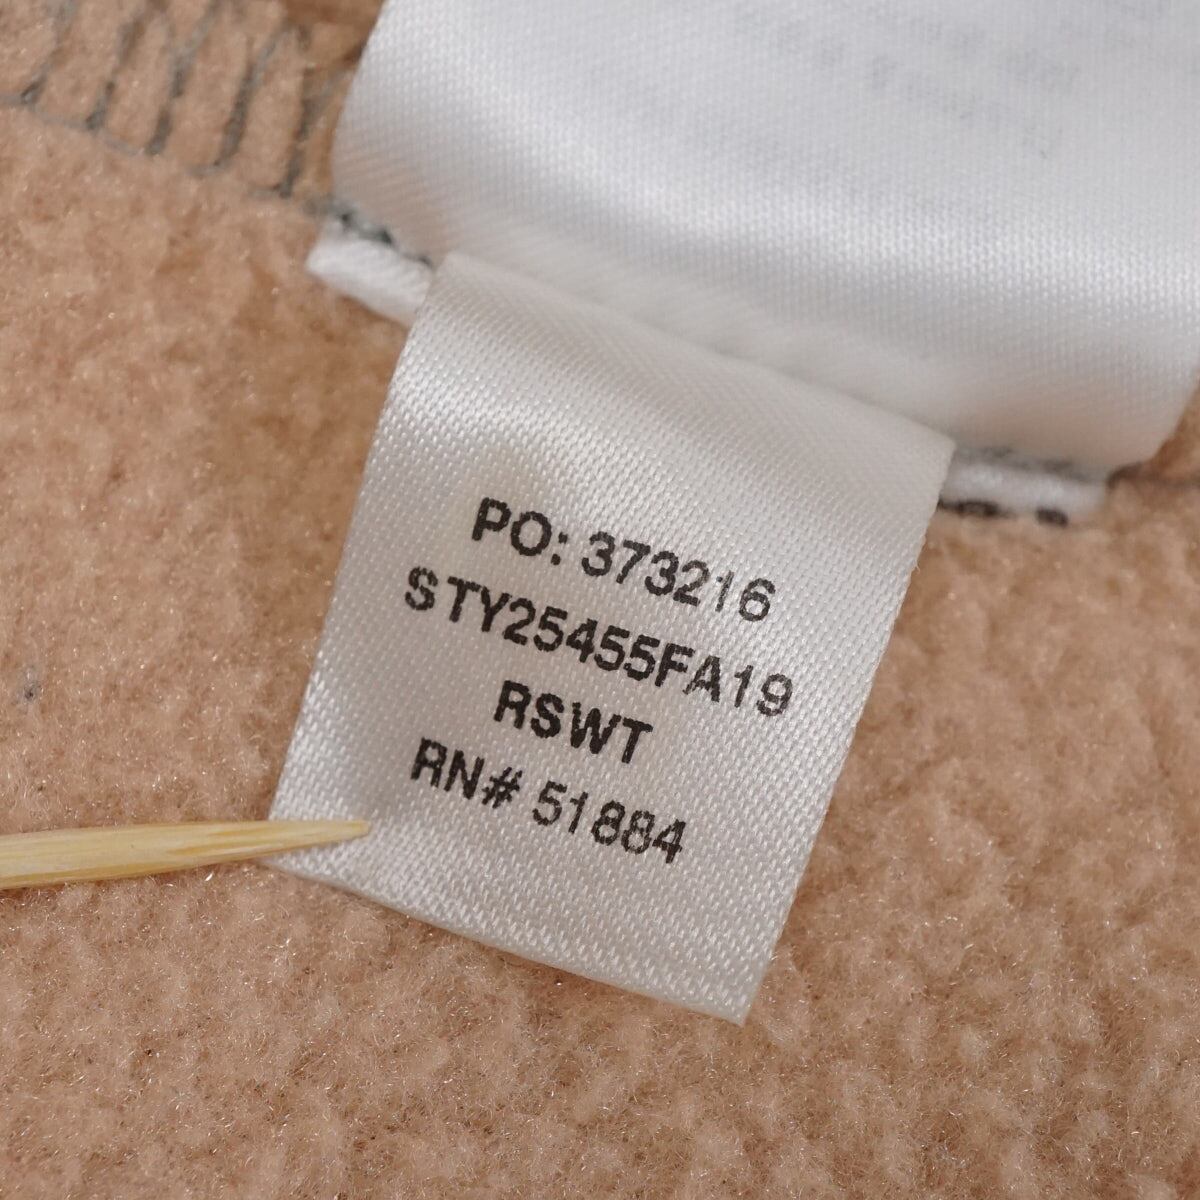 PO: 373216
STY25455FA19
RSWT
RN# 51884